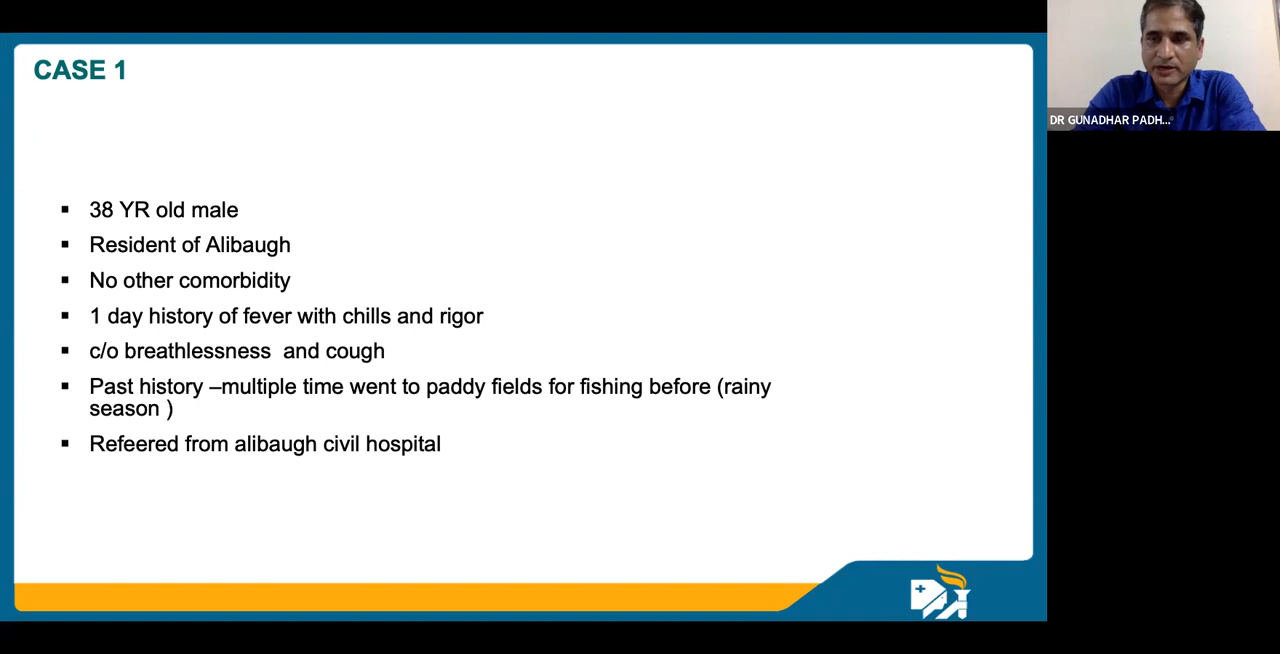 CASE 1
DR GUNADHAR PADH...
▪ 38 YR old male
▪ Resident of Alibaugh
▪ No other comorbidity
▪ 1 day history of fever with chills and rigor
▪ c/o breathlessness  and cough
▪ Past history –multiple time went to paddy fields for fishing before (rainy
season )
▪ Refeered from alibaugh civil hospital